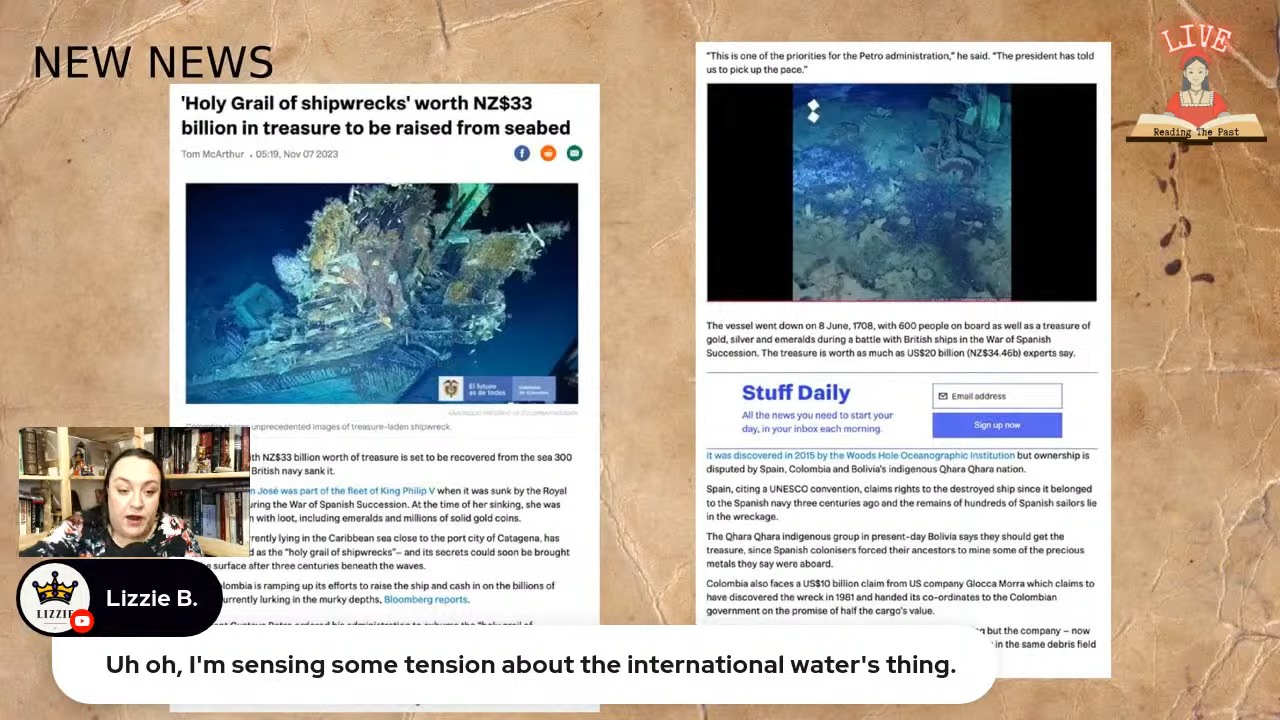 NEW NEWS
'Holy Grail of shipwrecks' worth NZ$33
billion in treasure to be raised from seabed
Tom McArthur • 05:19, Nov 07 2023
El futuro
es de todos
unprecedented images of treasure-laden shipwreck.
NZ$33 billion worth of treasure is set to be recovered from the sea 300
British navy sank it.
José was part of the fleet of King Philip V when it was sunk by the Royal
during the War of Spanish Succession. At the time of her sinking, she was
with loot, including emeralds and millions of solid gold coins.
lying in the Caribbean sea close to the port city of Catagena, has
as the "holy grail of shipwrecks"– and its secrets could soon be brought
surface after three centuries beneath the waves.
is ramping up its efforts to raise the ship and cash in on the billions of
lurking in the murky depths, Bloomberg reports.
"This is one of the priorities for the Petro administration," he said. "The president has told
us to pick up the pace."
The vessel went down on 8 June, 1708, with 600 people on board as well as a treasure of
gold, silver and emeralds during a battle with British ships in the War of Spanish
Succession. The treasure is worth as much as US$20 billion (NZ$34.46b) experts say.
Stuff Daily
All the news you need to start your
day, in your inbox each morning.
Email address
Sign up now
It was discovered in 2015 by the Woods Hole Oceanographic Institution but ownership is
disputed by Spain, Colombia and Bolivia's indigenous Qhara Qhara nation.
Spain, citing a UNESCO convention, claims rights to the destroyed ship since it belonged
to the Spanish navy three centuries ago and the remains of hundreds of Spanish sailors lie
in the wreckage.
The Qhara Qhara indigenous group in present-day Bolivia says they should get the
treasure, since Spanish colonisers forced their ancestors to mine some of the precious
metals they say were aboard.
Colombia also faces a US$10 billion claim from US company Glocca Morra which claims to
have discovered the wreck in 1981 and handed its co-ordinates to the Colombian
government on the promise of half the cargo's value.
but the company – now
in the same debris field
LIVE
Reading The Past
LIZZIE
Lizzie B.
Uh oh, I'm sensing some tension about the international water's thing.